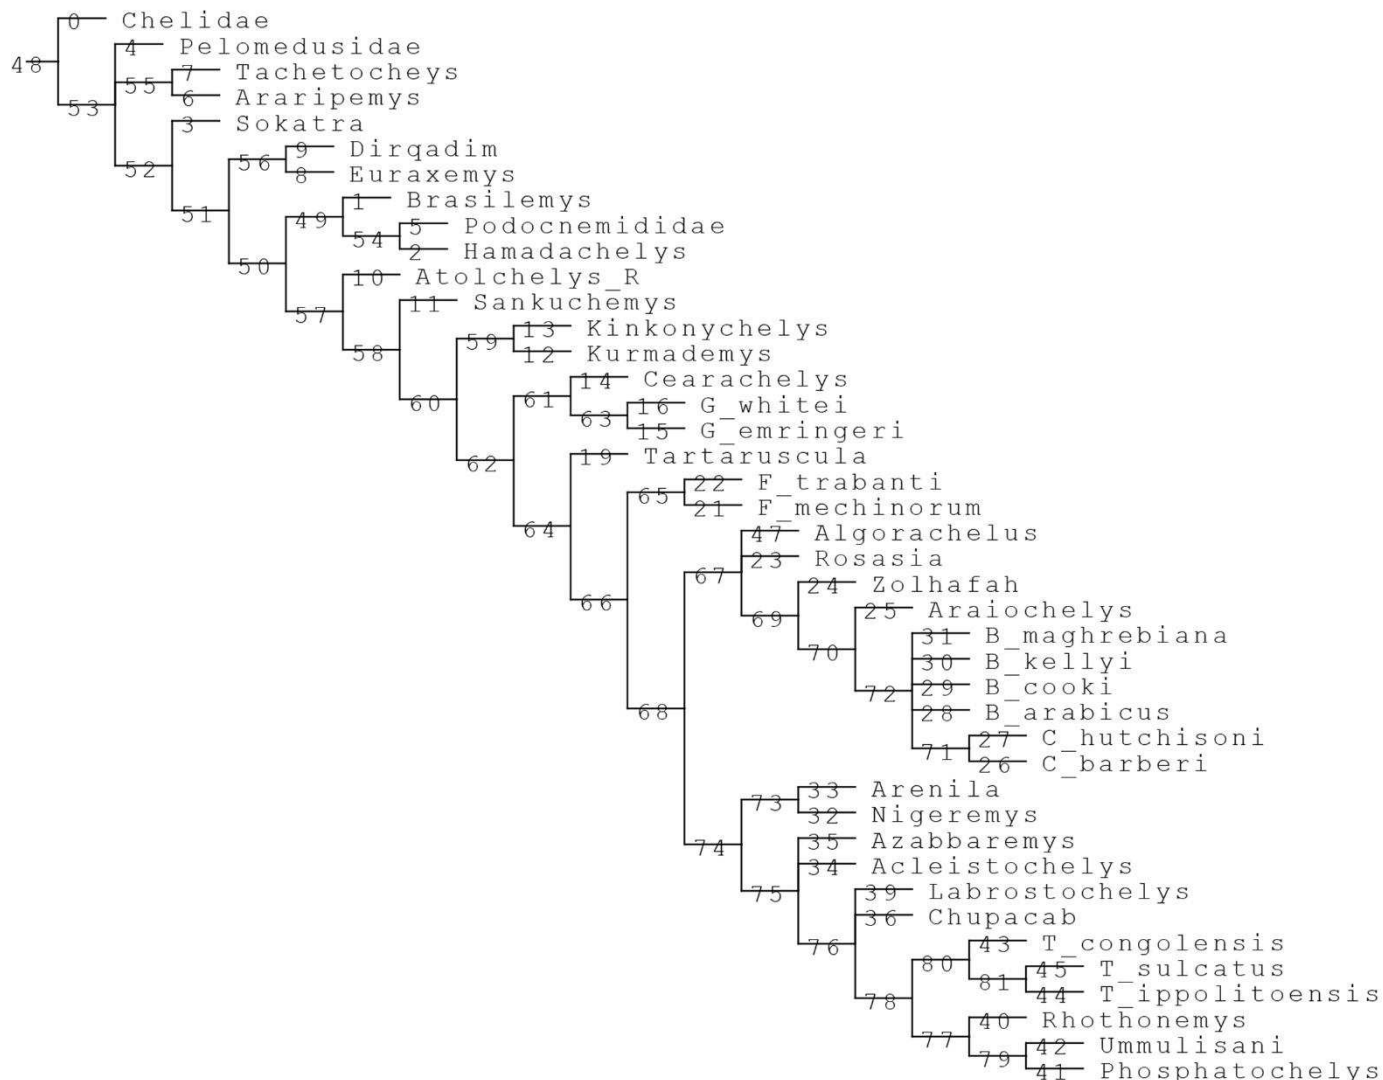 0 Chelidae
4 Pelomedusidae
48
7 Tachetocheys
55
6 Araripemys
53
3 Sokatra
9 Dirqadim
56
52
8 Euraxemys
1 Brasilemys
51
49
5 Podocnemididae
54
2 Hamadachelys
50
10 Atolchelys_R
11 Sankuchemys
57
13 Kinkonychelys
59
58
12 Kurmademys
14 Cearachelys
61
60
16 G_whitei
63
15 G_emringeri
19 Tartaruscula
62
22 F_trabanti
65
21 F_mechinorum
64
47 Algorachelus
23 Rosasia
67
24 Zolhafah
66
25 Araiochelys
69
31 B_maghrebiana
70
30 B_kellyi
29 B_cooki
72
28 B_arabicus
68
27 C_hutchisoni
71
26 C_barberi
33 Arenila
73
32 Nigeremys
35 Azabbaremys
74
34 Acleistochelys
39 Labrostochelys
75
36 Chupacab
43 T_congolensis
76
80
45 T_sulcatus
81
44 T_ippolitoensis
78
40 Rhothonemys
77
42 Ummulisani
79
41 Phosphatochelys